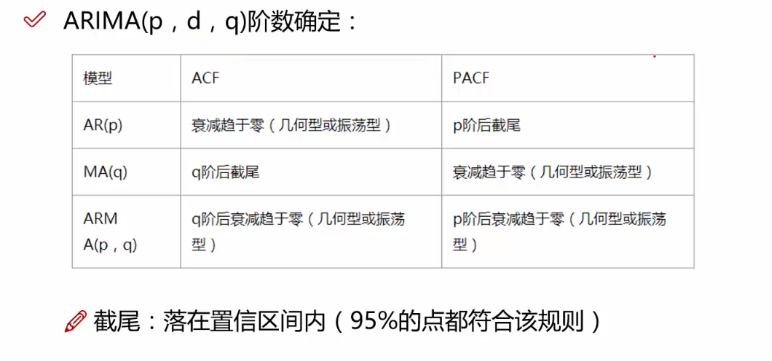 ARIMA(p，d，q)阶数确定：
模型 ACF PACF
AR(p) 衰减趋于零（几何型或振荡型） p阶后截尾
MA(q) q阶后截尾 衰减趋于零（几何型或振荡型）
ARM q阶后衰减趋于零（几何型或振荡 p阶后衰减趋于零（几何型或振荡
A(p，q) 型） 型）
截尾：落在置信区间内（95%的点都符合该规则）